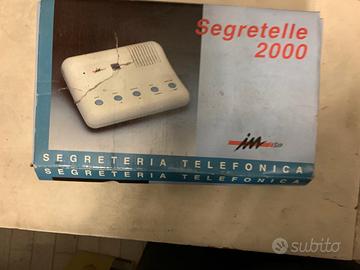 Segretelle
2000
SEGRETERIA TELEFONICA
SEGRETERIA TELEFONICA
subito